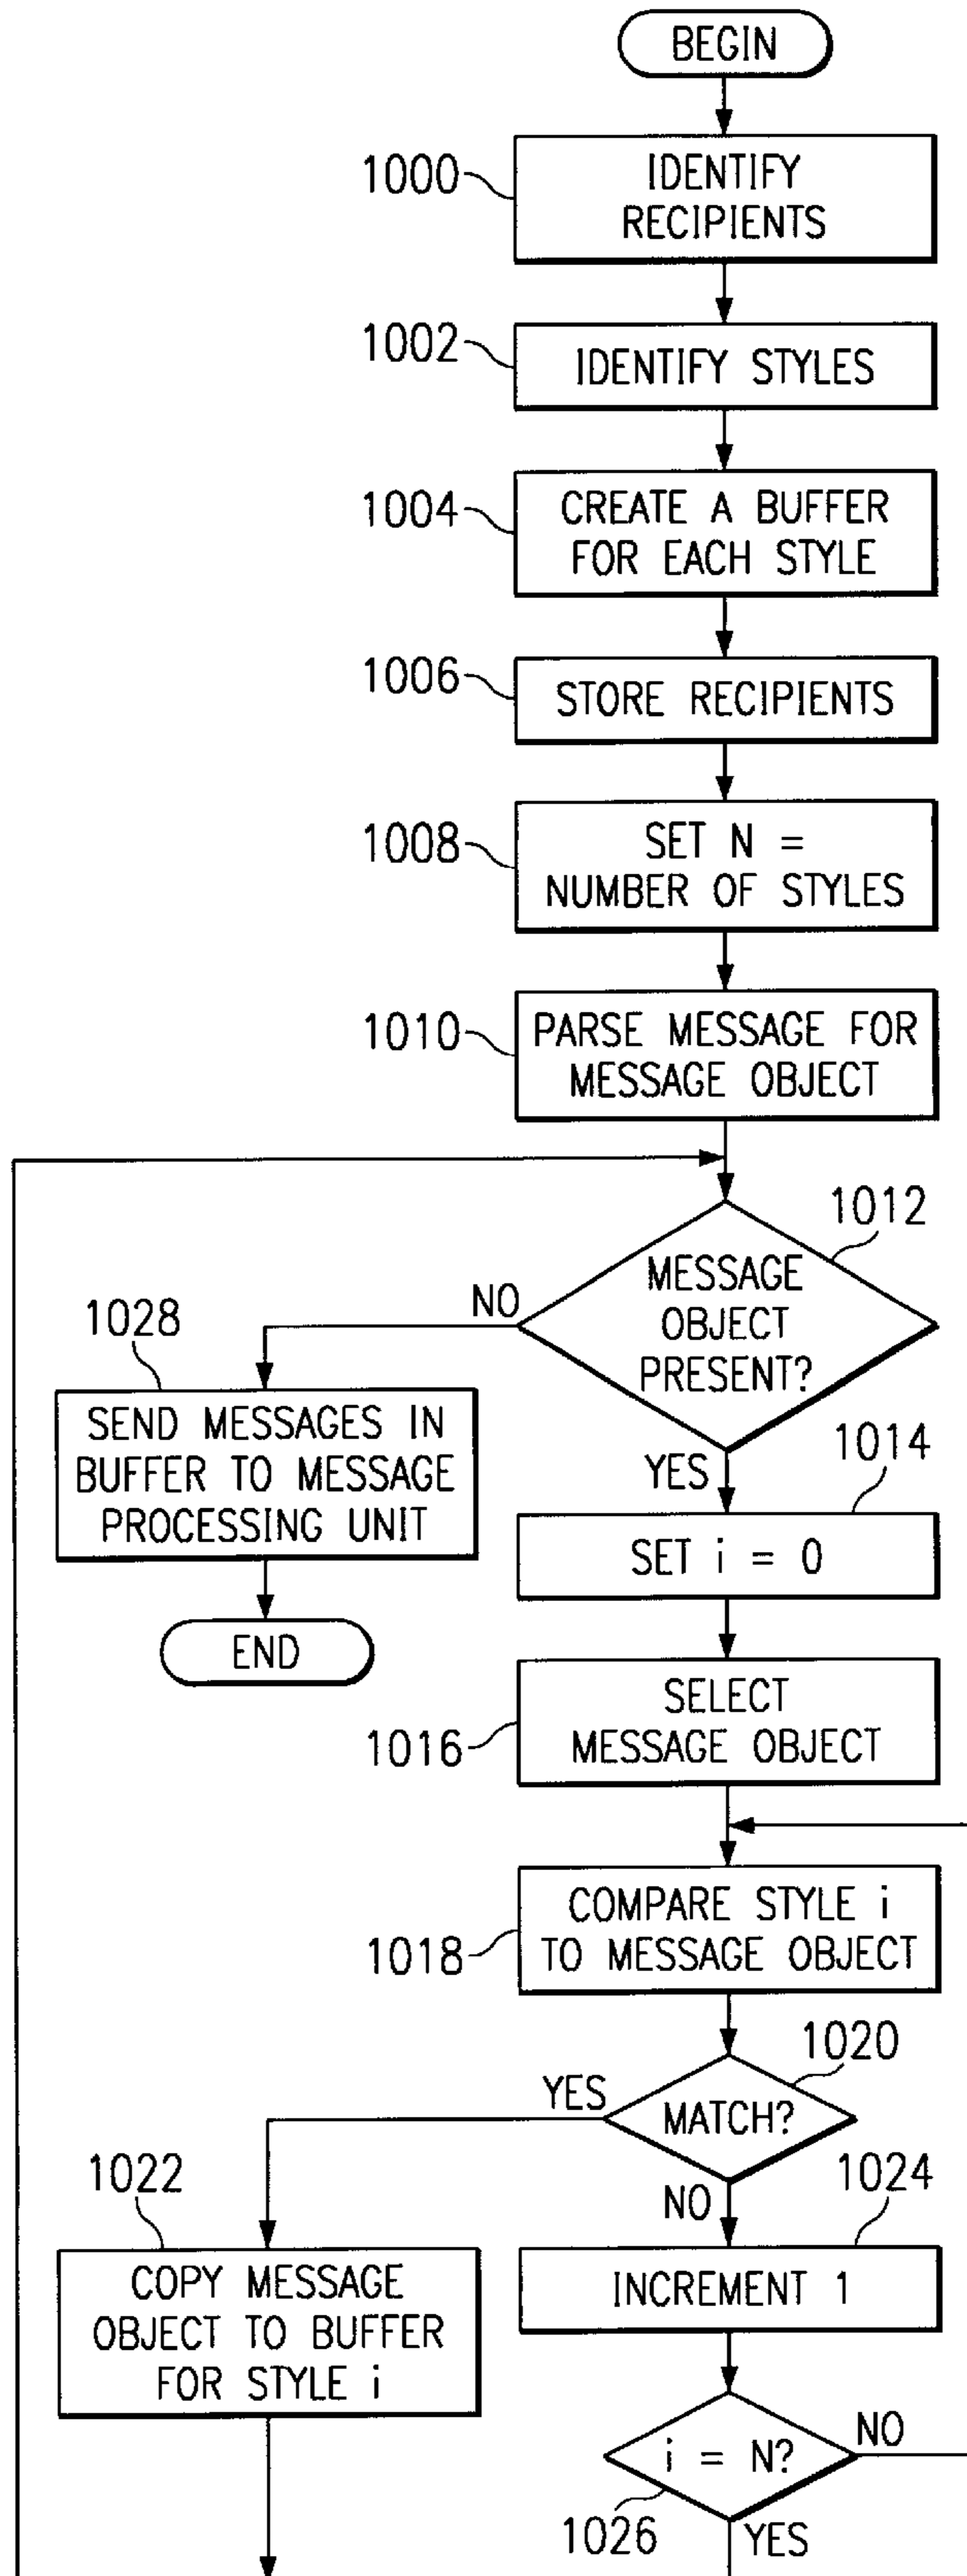 BEGIN
1000
IDENTIFY
RECIPIENTS
1002
IDENTIFY STYLES
1004
CREATE A BUFFER
FOR EACH STYLE
1006
STORE RECIPIENTS
1008
SET N =
NUMBER OF STYLES
1010
PARSE MESSAGE FOR
MESSAGE OBJECT
1012
MESSAGE
OBJECT
PRESENT?
NO
1028
SEND MESSAGES IN
BUFFER TO MESSAGE
PROCESSING UNIT
END
YES
1014
SET i = 0
1016
SELECT
MESSAGE OBJECT
1018
COMPARE STYLE i
TO MESSAGE OBJECT
1020
MATCH?
YES
1022
COPY MESSAGE
OBJECT TO BUFFER
FOR STYLE i
NO
1024
INCREMENT 1
i = N?
NO
1026
YES